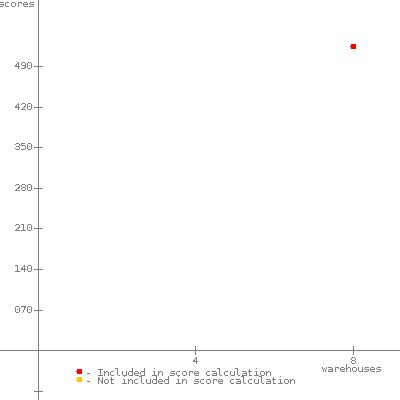 scores
490
420
350
280
210
140
070
4
8
warehouses
- Included in score calculation
- Not included in score calculation